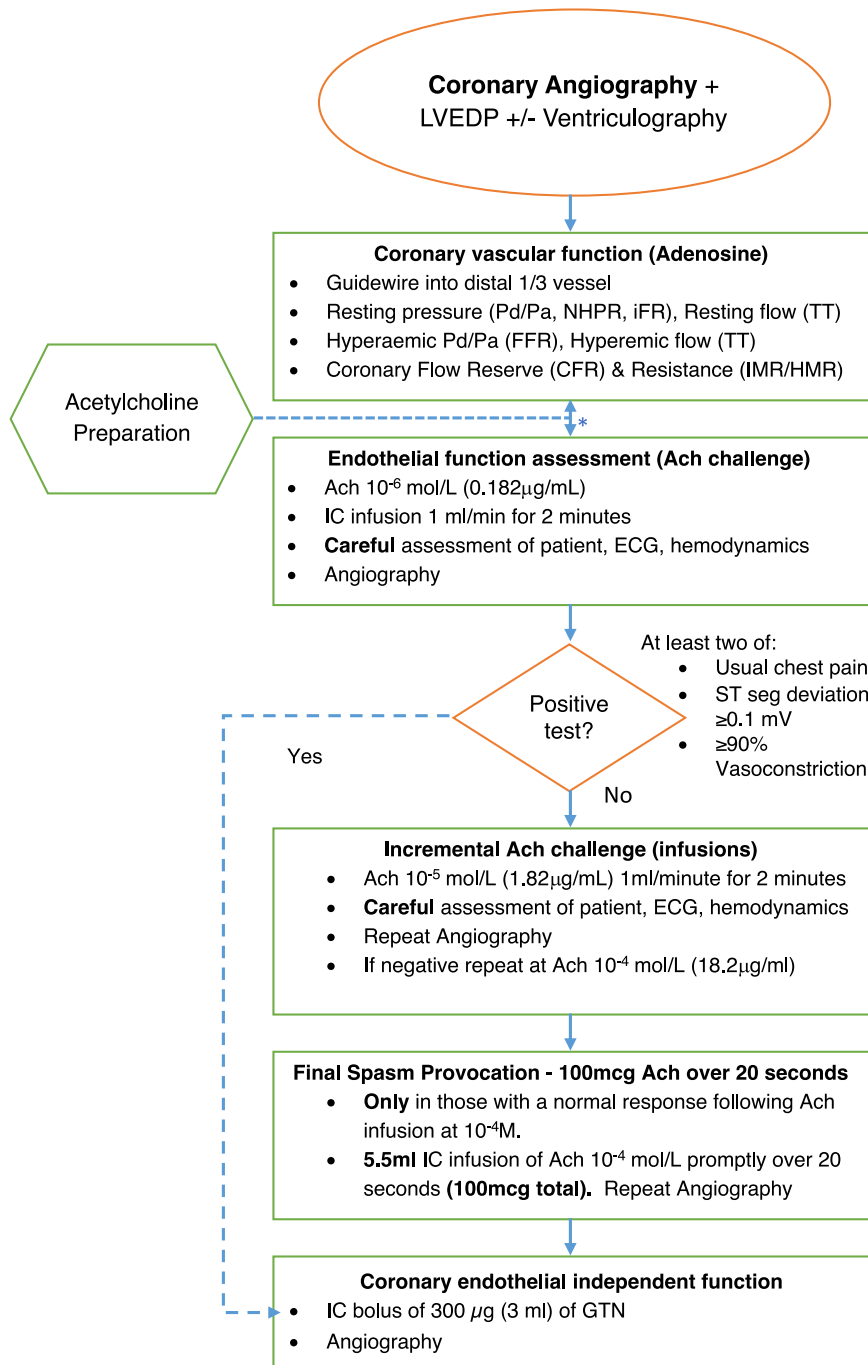 Coronary Angiography +
LVEDP +/- Ventriculography
Coronary vascular function (Adenosine)
• Guidewire into distal 1/3 vessel
• Resting pressure (Pd/Pa, NHPR, iFR), Resting flow (TT)
• Hyperaemic Pd/Pa (FFR), Hyperemic flow (TT)
• Coronary Flow Reserve (CFR) & Resistance (IMR/HMR)
Acetylcholine
Preparation
*
Endothelial function assessment (Ach challenge)
• Ach 10⁻⁶ mol/L (0.182μg/mL)
• IC infusion 1 ml/min for 2 minutes
• Careful assessment of patient, ECG, hemodynamics
• Angiography
At least two of:
• Usual chest pain
• ST seg deviation
≥0.1 mV
• ≥90%
Vasoconstriction
Positive
test?
Yes
No
Incremental Ach challenge (infusions)
• Ach 10⁻⁵ mol/L (1.82μg/mL) 1ml/minute for 2 minutes
• Careful assessment of patient, ECG, hemodynamics
• Repeat Angiography
• If negative repeat at Ach 10⁻⁴ mol/L (18.2μg/ml)
Final Spasm Provocation - 100mcg Ach over 20 seconds
• Only in those with a normal response following Ach
infusion at 10⁻⁴M.
• 5.5ml IC infusion of Ach 10⁻⁴ mol/L promptly over 20
seconds (100mcg total). Repeat Angiography
Coronary endothelial independent function
• IC bolus of 300 μg (3 ml) of GTN
• Angiography